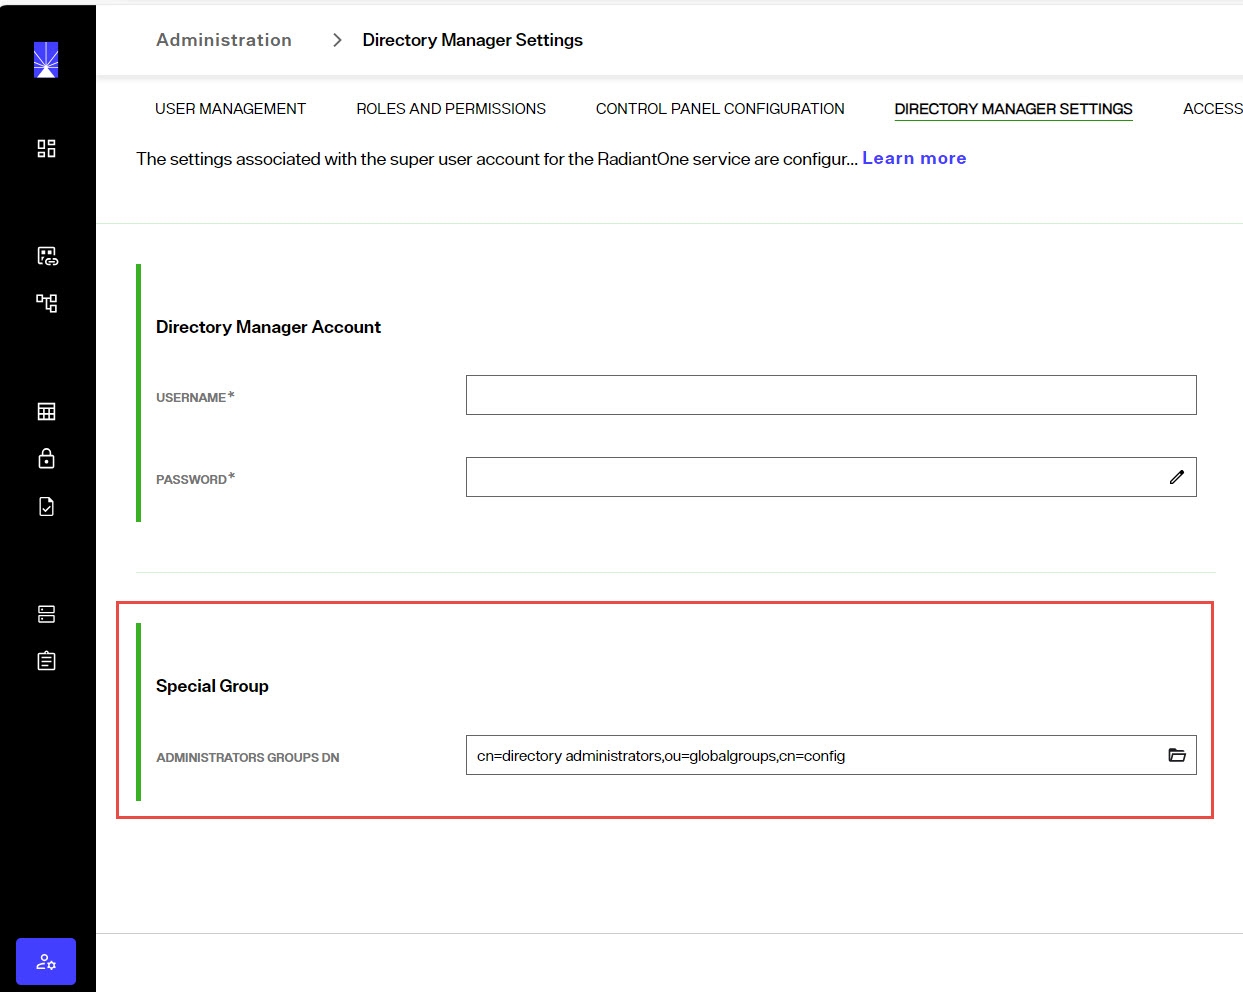 Administration > Directory Manager Settings
USER MANAGEMENT ROLES AND PERMISSIONS CONTROL PANEL CONFIGURATION DIRECTORY MANAGER SETTINGS ACCESS
The settings associated with the super user account for the RadiantOne service are configur... Learn more
Directory Manager Account
USERNAME*
PASSWORD*
Special Group
ADMINISTRATORS GROUPS DN cn=directory administrators,ou=globalgroups,cn=config